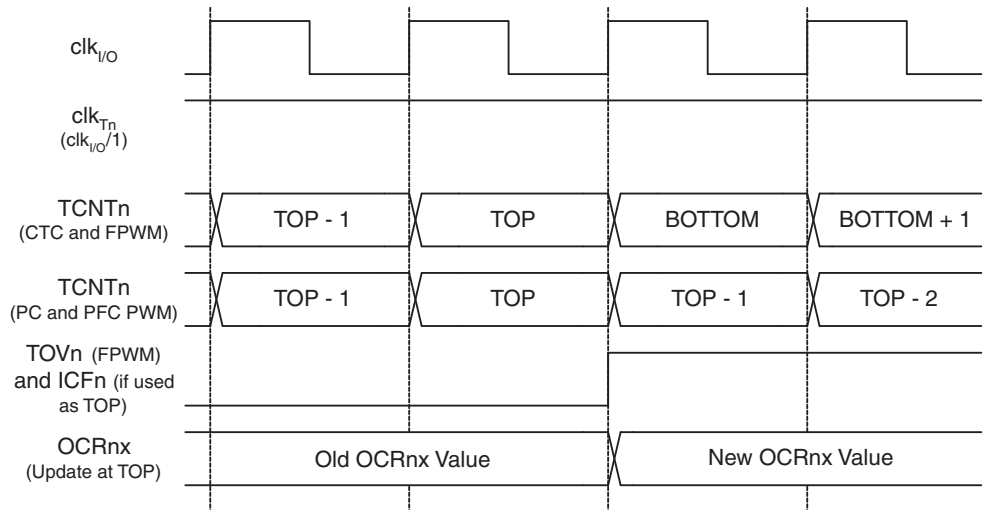 clkI/O
clkTn
(clkI/O/1)
TCNTn
(CTC and FPWM)
TOP - 1
TOP
BOTTOM
BOTTOM + 1
TCNTn
(PC and PFC PWM)
TOP - 1
TOP
TOP - 1
TOP - 2
TOVn (FPWM)
and ICFn (if used
as TOP)
OCRnx
(Update at TOP)
Old OCRnx Value
New OCRnx Value